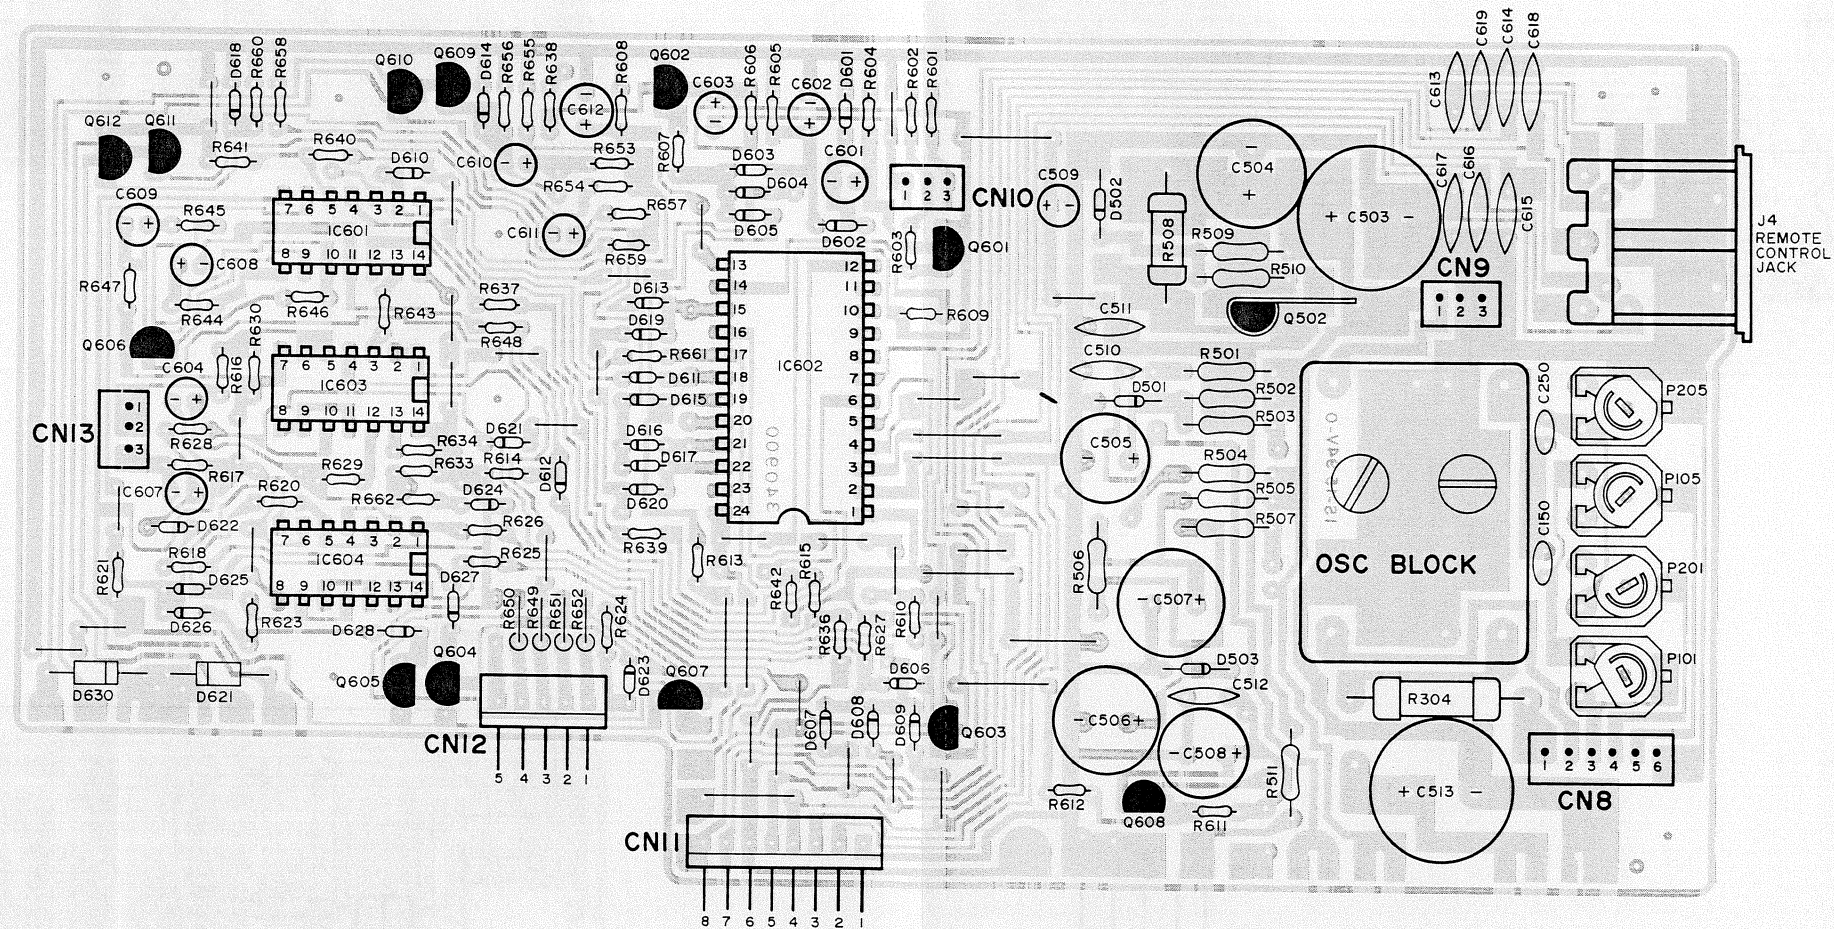 C619
C614
C618
Q610
Q609
D618
R660
R658
D614
R656
R655
R638
R608
Q602
C603
R606
R605
C602
D601
R604
R602
R601
C613
C612
Q612
Q611
R641
R640
D610
C610
R653
R654
R607
D603
D604
D605
C601
CN10
1 2 3
C509
D502
R508
C504
C503
C617
C616
C615
J4
REMOTE
CONTROL
JACK
C609
R645
C608
R647
R644
7 6 5 4 3 2 1
IC601
8 9 10 11 12 13 14
C611
R657
R659
D602
R603
Q601
R509
R510
CN9
1 2 3
Q502
R646
R643
R637
R648
R630
Q606
C604
R616
D613
D619
R661
D611
D615
13
14
15
16
17
18
19
20
21
22
23
24
IC602
340900
12
11
10
9
8
7
6
5
4
3
2
1
R609
C511
C510
D501
R501
R502
R503
C505
R504
R505
R507
C250
P205
P105
C150
P201
P101
OSC BLOCK
7 6 5 4 3 2 1
IC603
8 9 10 11 12 13 14
CN13
1
2
3
R628
R617
C607
D622
R634
R633
R629
R620
R662
D621
R614
D612
D624
R626
R625
D616
D617
D620
R639
R613
7 6 5 4 3 2 1
IC604
8 9 10 11 12 13 14
R621
R618
D625
D626
R623
D627
D628
R650
R649
R651
R652
R624
R642
R615
R636
R627
R610
R506
C507
D630
D621
Q605
Q604
D623
Q607
D606
D607
D608
D609
Q603
D503
C512
C506
C508
R511
R304
C513
CN12
5 4 3 2 1
R612
Q608
R611
CN8
1 2 3 4 5 6
CN11
8 7 6 5 4 3 2 1